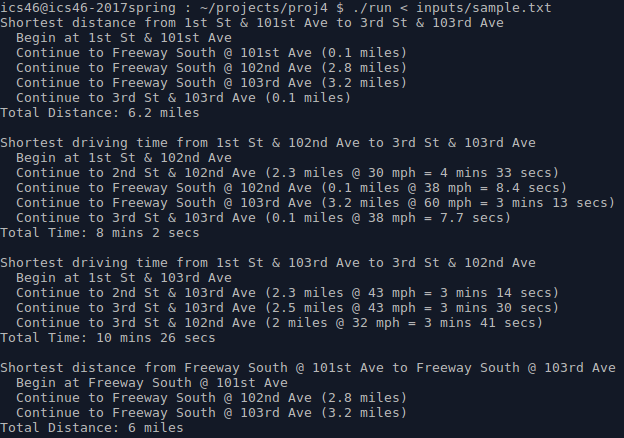 ics46@ics46-2017spring : ~/projects/proj4 $ ./run < inputs/sample.txt
Shortest distance from 1st St & 101st Ave to 3rd St & 103rd Ave
  Begin at 1st St & 101st Ave
  Continue to Freeway South @ 101st Ave (0.1 miles)
  Continue to Freeway South @ 102nd Ave (2.8 miles)
  Continue to Freeway South @ 103rd Ave (3.2 miles)
  Continue to 3rd St & 103rd Ave (0.1 miles)
Total Distance: 6.2 miles

Shortest driving time from 1st St & 102nd Ave to 3rd St & 103rd Ave
  Begin at 1st St & 102nd Ave
  Continue to 2nd St & 102nd Ave (2.3 miles @ 30 mph = 4 mins 33 secs)
  Continue to Freeway South @ 102nd Ave (0.1 miles @ 38 mph = 8.4 secs)
  Continue to Freeway South @ 103rd Ave (3.2 miles @ 60 mph = 3 mins 13 secs)
  Continue to 3rd St & 103rd Ave (0.1 miles @ 38 mph = 7.7 secs)
Total Time: 8 mins 2 secs

Shortest driving time from 1st St & 103rd Ave to 3rd St & 102nd Ave
  Begin at 1st St & 103rd Ave
  Continue to 2nd St & 103rd Ave (2.3 miles @ 43 mph = 3 mins 14 secs)
  Continue to 3rd St & 103rd Ave (2.5 miles @ 43 mph = 3 mins 30 secs)
  Continue to 3rd St & 102nd Ave (2 miles @ 32 mph = 3 mins 41 secs)
Total Time: 10 mins 26 secs

Shortest distance from Freeway South @ 101st Ave to Freeway South @ 103rd Ave
  Begin at Freeway South @ 101st Ave
  Continue to Freeway South @ 102nd Ave (2.8 miles)
  Continue to Freeway South @ 103rd Ave (3.2 miles)
Total Distance: 6 miles